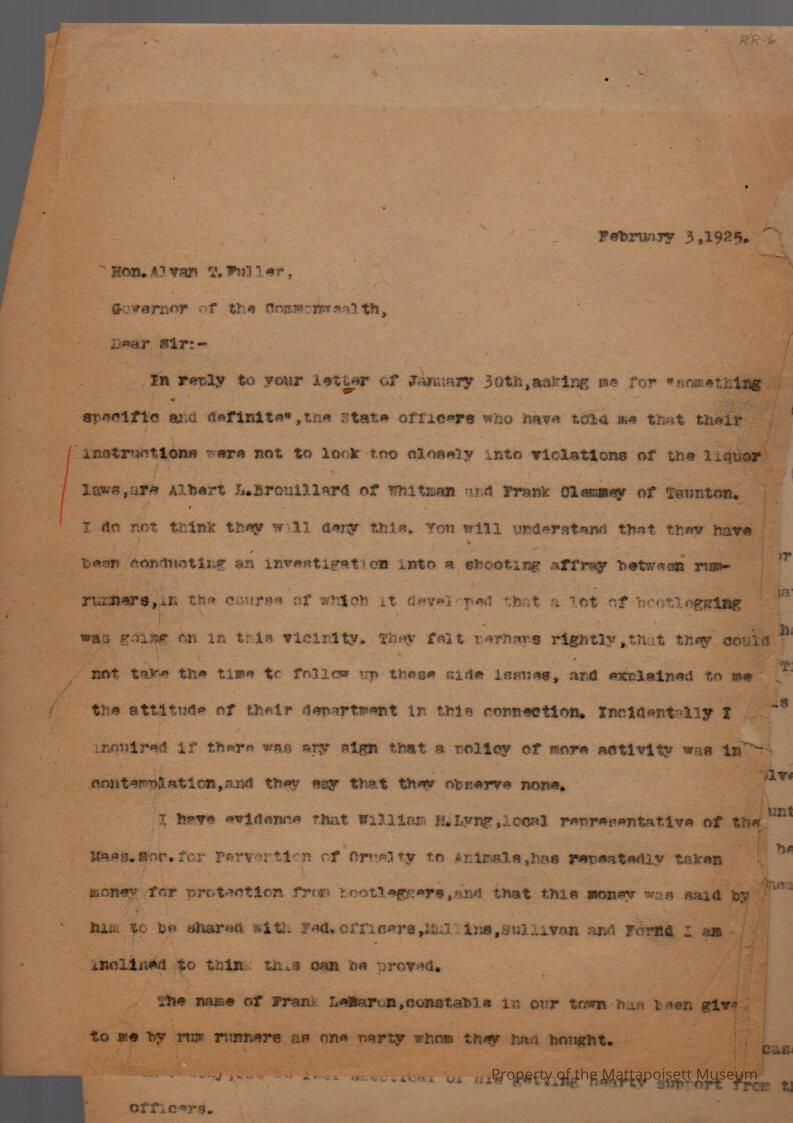 RR-6
February 3,1925.
Hon.Alvan T.Fuller,
Governor of the Commonwealth,
Dear Sir:-
In reply to your letter of January 30th,asking me for "something
specific and definite",the State officers who have told me that their
instructions were not to look too closely into violations of the liquor
laws,are Albert L.Brouillard of Whitman and Frank Clemmey of Taunton.
I do not think they will deny this. You will understand that they have
been conducting an investigation into a shooting affray between rum-
runners,in the course of which it developed that a lot of bootlegging
was going on in this vicinity. They felt perhaps rightly,that they could
not take the time to follow up these side issues, and explained to me
the attitude of their department in this connection. Incidentally I
inquired if there was any sign that a policy of more activity was in
contemplation,and they say that they observe none.
I have evidence that William H.Lyng,local representative of the
Mass.Soc.for Pervention of Cruelty to Animals,has repeatedly taken
money for protection from bootleggers,and that this money was said by
him to be shared with Fed.officers,Mullins,Sullivan and I am
inclined to think this can be proved.
The name of Frank LeBaron,constable in our town has been give
to me by rum runners as one party whom they had bought.
case
of his getting hearty support from
officers.
Property of the Mattapoisett Museum